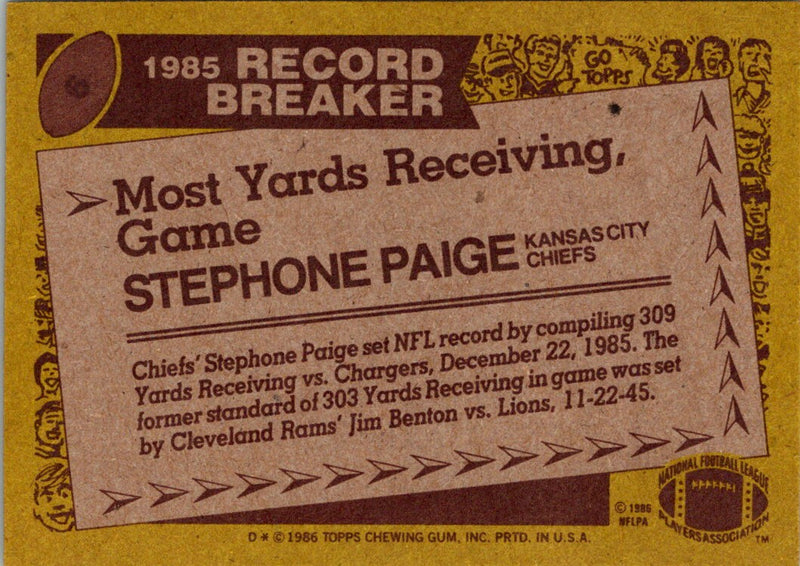 6
1985 RECORD
BREAKER
GO
TOPPS
Most Yards Receiving,
Game
STEPHONE PAIGE KANSAS CITY
CHIEFS
Chiefs' Stephone Paige set NFL record by compiling 309
Yards Receiving vs. Chargers, December 22, 1985. The
former standard of 303 Yards Receiving in game was set
by Cleveland Rams' Jim Benton vs. Lions, 11-22-45.
NATIONAL FOOTBALL LEAGUE
PLAYERS ASSOCIATION
TM
© 1986
NFLPA
D * © 1986 TOPPS CHEWING GUM, INC. PRTD. IN U.S.A.